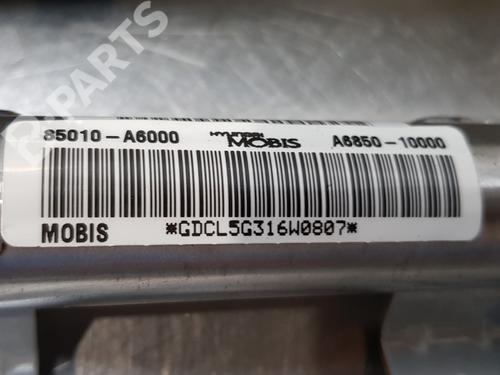 B-PARTS
85010-A6000 HYUNDAI MOBIS A6850-10000
MOBIS *GDCL5G316W0807*